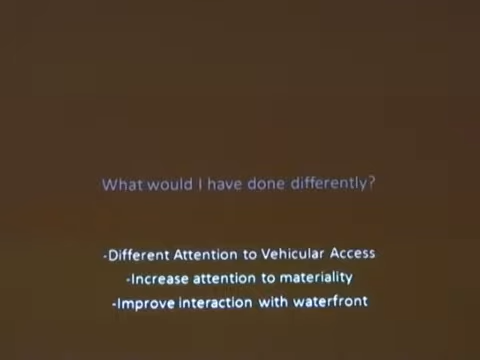 What would I have done differently?
-Different Attention to Vehicular Access
-Increase attention to materiality
-Improve interaction with waterfront